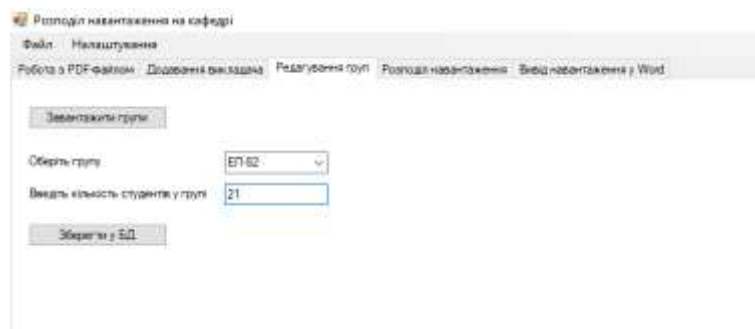 Розподіл навантаження на кафедрі
Файл Налаштування
Робота з PDF-файлом Додавання викладача Редагування груп Розподіл навантаження Вивід навантаження у Word
Завантажити групи
Оберіть групу ЕП-82
Введіть кількість студентів у групі 21
Зберегти у БД